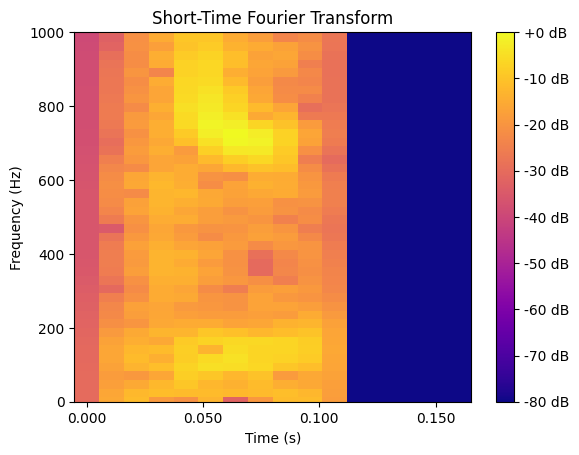 Short-Time Fourier Transform
1000
800
600
400
200
0
Frequency (Hz)
0.000
0.050
0.100
0.150
Time (s)
+0 dB
-10 dB
-20 dB
-30 dB
-40 dB
-50 dB
-60 dB
-70 dB
-80 dB